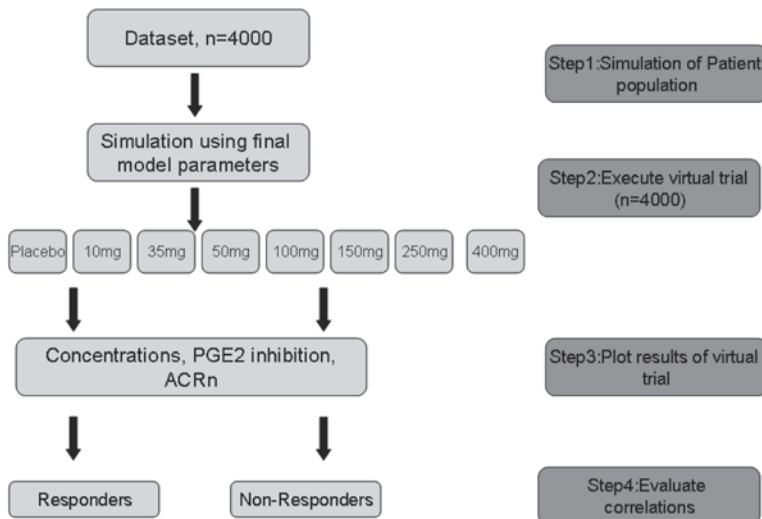 Dataset, n=4000
Step1:Simulation of Patient
population
Simulation using final
model parameters
Step2:Execute virtual trial
(n=4000)
Placebo 10mg 35mg 50mg 100mg 150mg 250mg 400mg
Concentrations, PGE2 inhibition,
ACRn
Step3:Plot results of virtual
trial
Responders Non-Responders
Step4:Evaluate
correlations